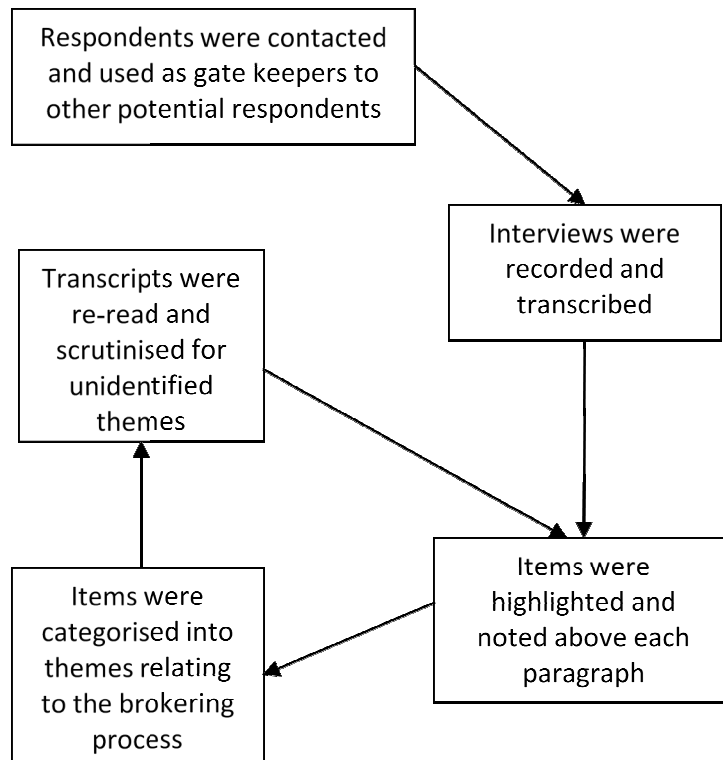 Respondents were contacted
and used as gate keepers to
other potential respondents
Interviews were
recorded and
transcribed
Transcripts were
re-read and
scrutinised for
unidentified
themes
Items were
highlighted and
noted above each
paragraph
Items were
categorised into
themes relating
to the brokering
process